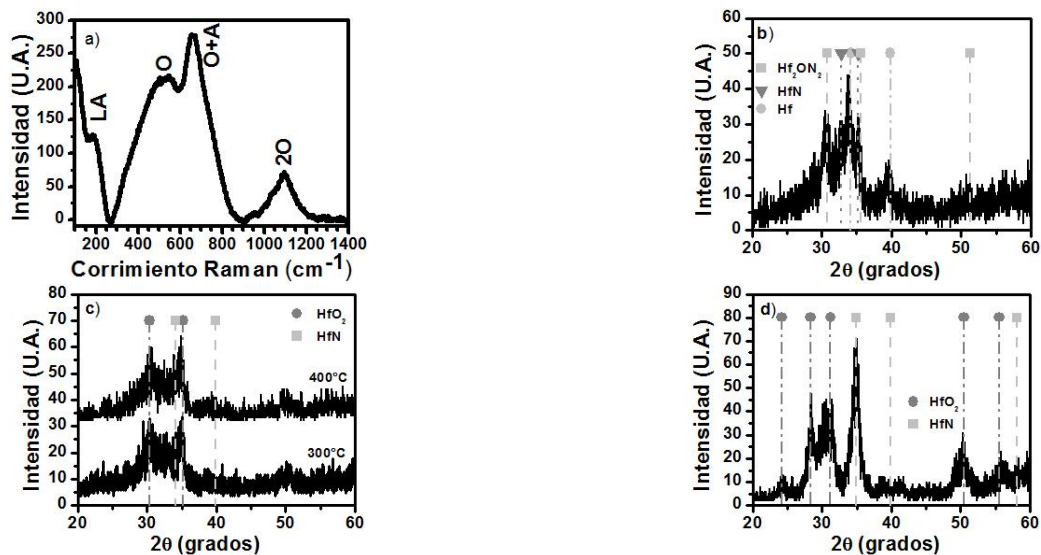 a)
LA
O
O+A
2O
Intensidad (U.A.)
300
250
200
150
100
50
0
200 400 600 800 1000 1200 1400
Corrimiento Raman (cm⁻¹)
b)
Hf₂ON₂
HfN
Hf
Intensidad (U.A.)
60
50
40
30
20
10
0
20 30 40 50 60
2θ (grados)
c)
HfO₂
HfN
400°C
300°C
Intensidad (U.A.)
80
70
60
50
40
30
20
10
0
20 30 40 50 60
2θ (grados)
d)
HfO₂
HfN
Intensidad (U.A.)
90
80
70
60
50
40
30
20
10
0
20 30 40 50 60
2θ (grados)